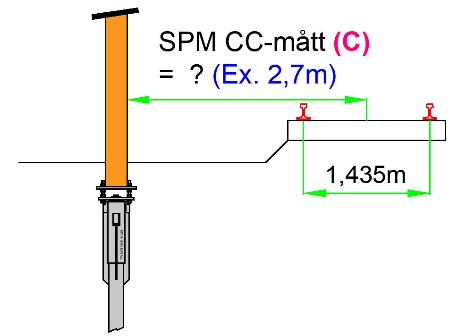 SPM CC-mått (C)
= ? (Ex. 2,7m)
1,435m